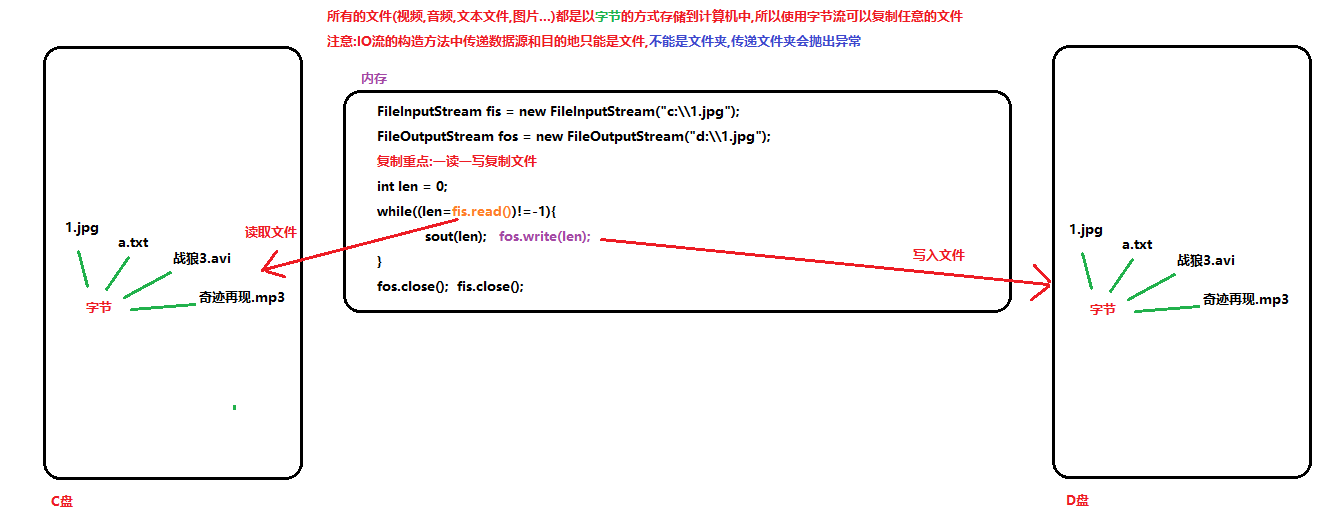 所有的文件(视频,音频,文本文件,图片...)都是以字节的方式存储到计算机中,所以使用字节流可以复制任意的文件
注意:IO流的构造方法中传递数据源和目的地只能是文件,不能是文件夹,传递文件夹会抛出异常
内存
FileInputStream fis = new FileInputStream("c:\\1.jpg");
FileOutputStream fos = new FileOutputStream("d:\\1.jpg");
复制重点:一读一写复制文件
int len = 0;
while((len=fis.read())!=-1){
sout(len); fos.write(len);
}
fos.close(); fis.close();
读取文件
写入文件
1.jpg
a.txt
战狼3.avi
奇迹再现.mp3
字节
C盘
1.jpg
a.txt
战狼3.avi
奇迹再现.mp3
字节
D盘